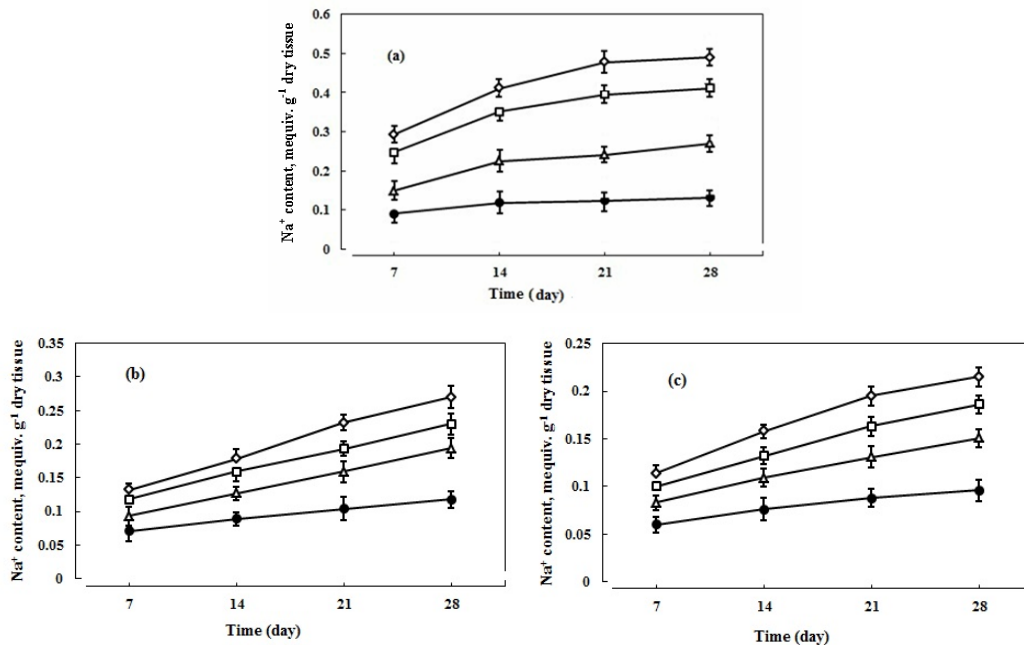 0.6
0.5
0.4
0.3
0.2
0.1
0
Na⁺ content, mequiv. g⁻¹ dry tissue
(a)
7 14 21 28
Time (day)
0.35
0.3
0.25
0.2
0.15
0.1
0.05
0
Na⁺ content, mequiv. g⁻¹ dry tissue
(b)
7 14 21 28
Time (day)
0.25
0.2
0.15
0.1
0.05
0
Na⁺ content, mequiv. g⁻¹ dry tissue
(c)
7 14 21 28
Time (day)